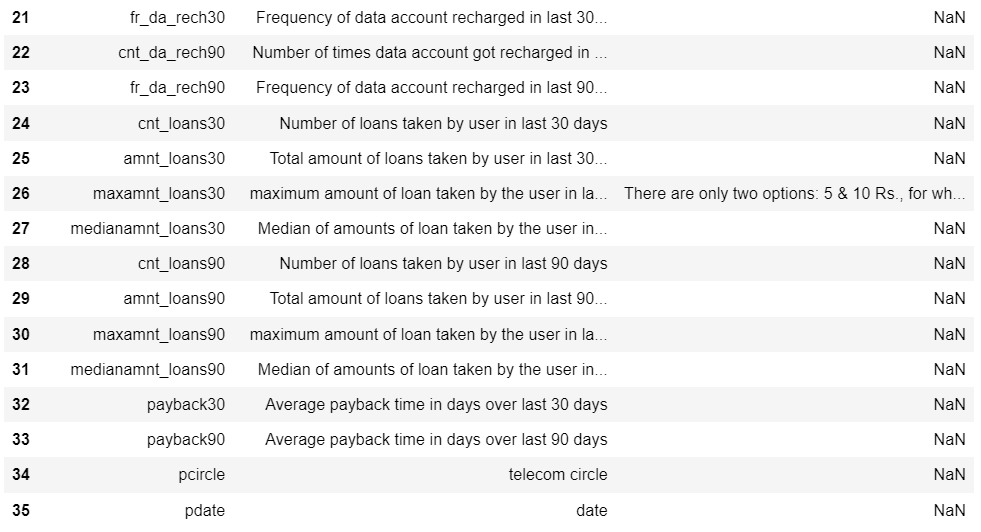 21 fr_da_rech30 Frequency of data account recharged in last 30... NaN
22 cnt_da_rech90 Number of times data account got recharged in ... NaN
23 fr_da_rech90 Frequency of data account recharged in last 90... NaN
24 cnt_loans30 Number of loans taken by user in last 30 days NaN
25 amnt_loans30 Total amount of loans taken by user in last 30... NaN
26 maxamnt_loans30 maximum amount of loan taken by the user in la... There are only two options: 5 & 10 Rs., for wh...
27 medianamnt_loans30 Median of amounts of loan taken by the user in... NaN
28 cnt_loans90 Number of loans taken by user in last 90 days NaN
29 amnt_loans90 Total amount of loans taken by user in last 90... NaN
30 maxamnt_loans90 maximum amount of loan taken by the user in la... NaN
31 medianamnt_loans90 Median of amounts of loan taken by the user in... NaN
32 payback30 Average payback time in days over last 30 days NaN
33 payback90 Average payback time in days over last 90 days NaN
34 pcircle telecom circle NaN
35 pdate date NaN